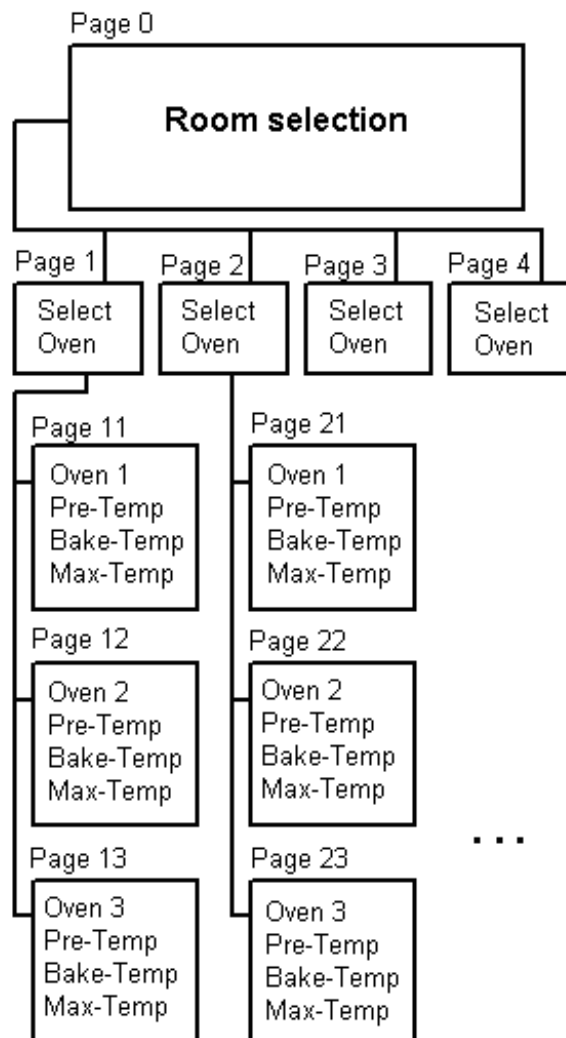 Page 0
Room selection
Page 1
Page 2
Page 3
Page 4
Select
Oven
Select
Oven
Select
Oven
Select
Oven
Page 11
Oven 1
Pre-Temp
Bake-Temp
Max-Temp
Page 21
Oven 1
Pre-Temp
Bake-Temp
Max-Temp
Page 12
Oven 2
Pre-Temp
Bake-Temp
Max-Temp
Page 22
Oven 2
Pre-Temp
Bake-Temp
Max-Temp
...
Page 13
Oven 3
Pre-Temp
Bake-Temp
Max-Temp
Page 23
Oven 3
Pre-Temp
Bake-Temp
Max-Temp